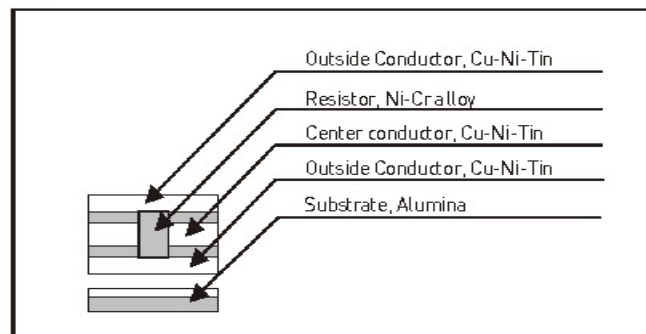 Outside Conductor, Cu-Ni-Tin
Resistor, Ni-Cr alloy
Center conductor, Cu-Ni-Tin
Outside Conductor, Cu-Ni-Tin
Substrate, Alumina